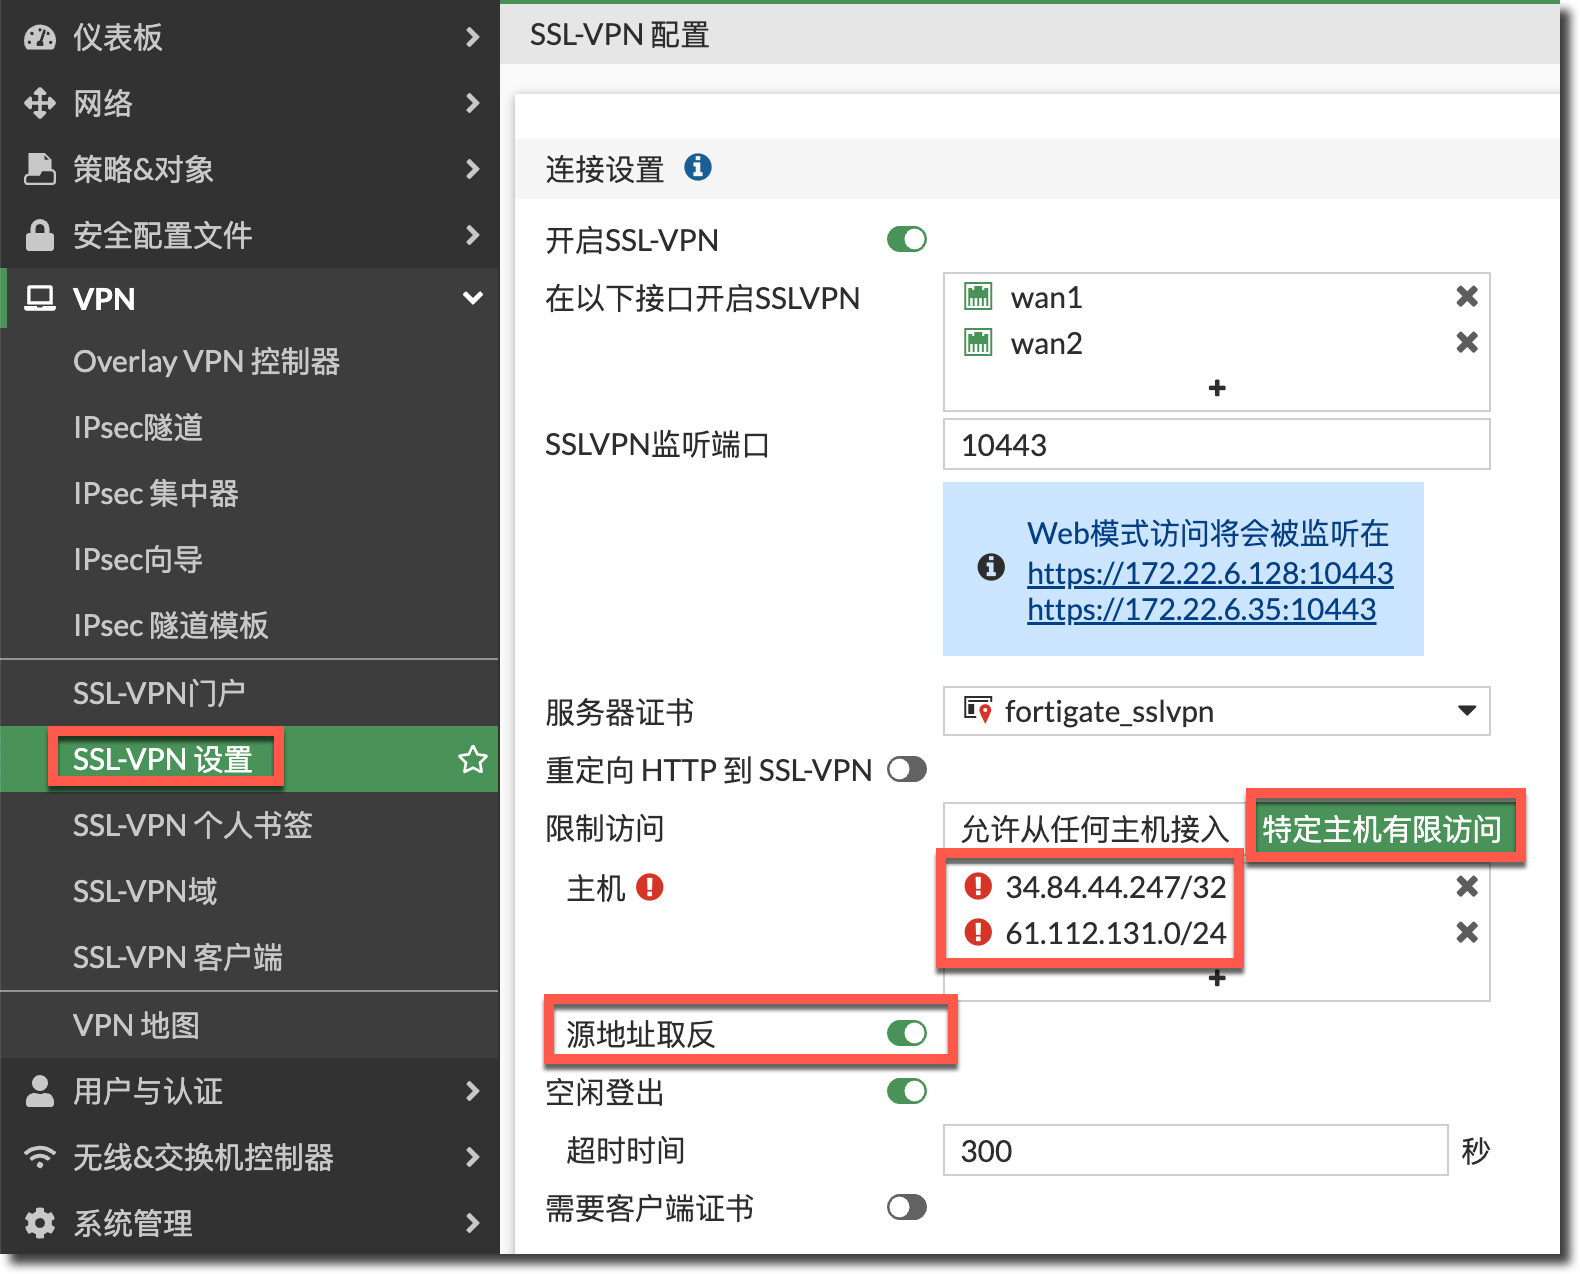 仪表板
网络
策略&对象
安全配置文件
VPN
Overlay VPN 控制器
IPsec隧道
IPsec 集中器
IPsec向导
IPsec 隧道模板
SSL-VPN门户
SSL-VPN 设置
SSL-VPN 个人书签
SSL-VPN域
SSL-VPN 客户端
VPN 地图
用户与认证
无线&交换机控制器
系统管理
SSL-VPN 配置
连接设置
开启SSL-VPN
在以下接口开启SSLVPN
wan1
wan2
SSLVPN监听端口
10443
Web模式访问将会被监听在
https://172.22.6.128:10443
https://172.22.6.35:10443
服务器证书
fortigate_sslvpn
重定向 HTTP 到 SSL-VPN
限制访问
允许从任何主机接入
特定主机有限访问
主机
34.84.44.247/32
61.112.131.0/24
源地址取反
空闲登出
超时时间
300
秒
需要客户端证书